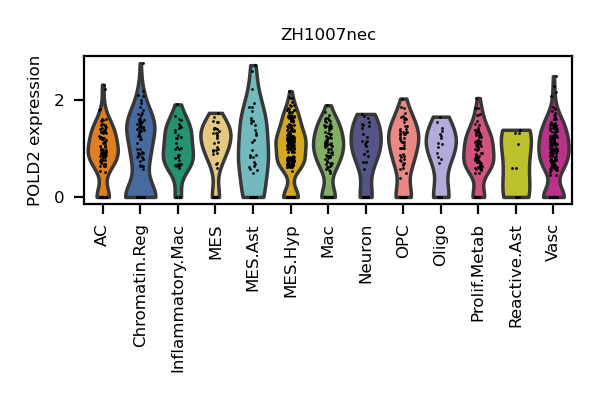 ZH1007nec
POLD2 expression
2
0
AC
Chromatin.Reg
Inflammatory.Mac
MES
MES.Ast
MES.Hyp
Mac
Neuron
OPC
Oligo
Prolif.Metab
Reactive.Ast
Vasc